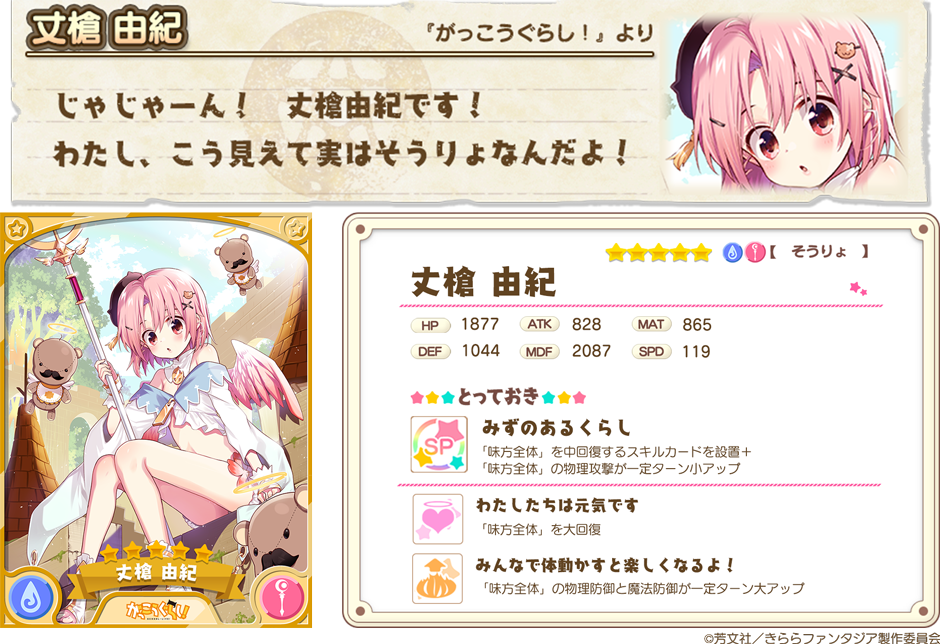 丈槍 由紀
『がっこうぐらし！』より
じゃじゃーん！ 丈槍由紀です！
わたし、こう見えて実はそうりょなんだよ！
丈槍 由紀
がっこうぐらし!
SCHOOL-LIVE!
【 そうりょ 】
丈槍 由紀
HP 1877 ATK 828 MAT 865
DEF 1044 MDF 2087 SPD 119
とっておき
SP
みずのあるくらし
「味方全体」を中回復するスキルカードを設置＋
「味方全体」の物理攻撃が一定ターン小アップ
わたしたちは元気です
「味方全体」を大回復
みんなで体動かすと楽しくなるよ！
「味方全体」の物理防御と魔法防御が一定ターン大アップ
©芳文社／きららファンタジア製作委員会